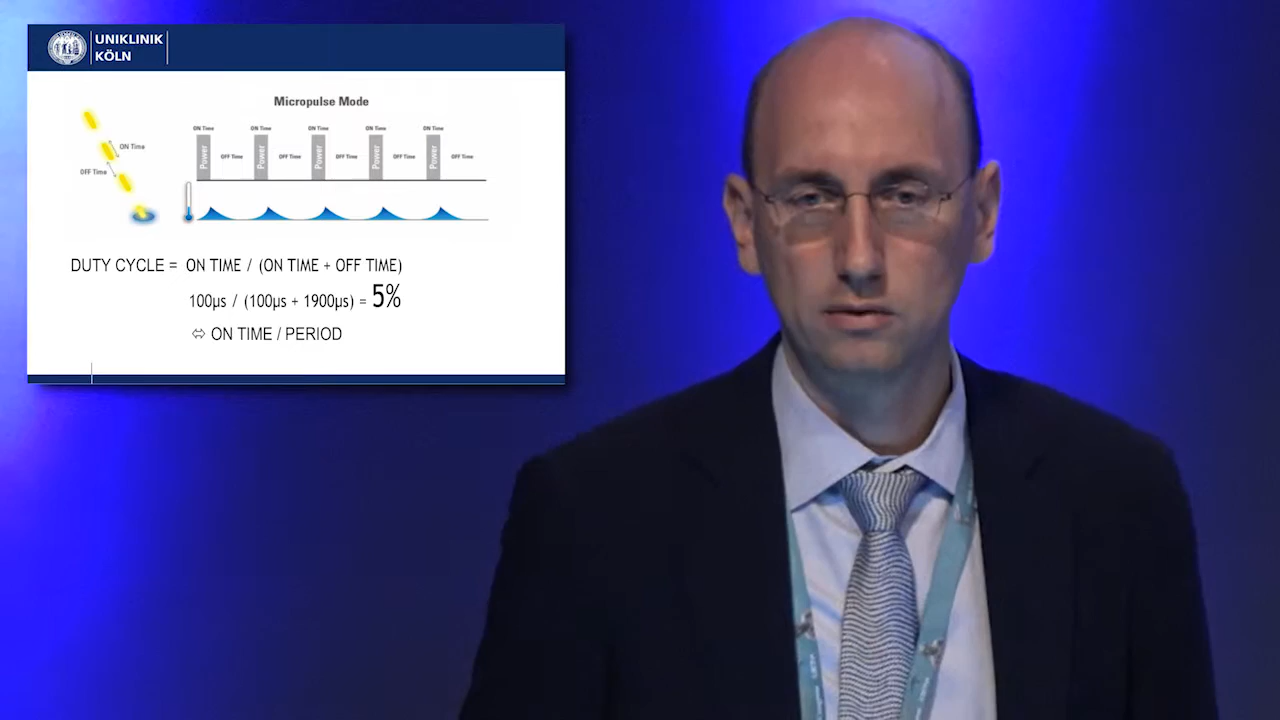 UNIKLINIK
KÖLN
Micropulse Mode
ON Time ON Time ON Time ON Time ON Time
ON Time
Power OFF Time Power OFF Time Power OFF Time Power OFF Time Power OFF Time
OFF Time
DUTY CYCLE = ON TIME / (ON TIME + OFF TIME)
100µs / (100µs + 1900µs) = 5%
⇔ ON TIME / PERIOD